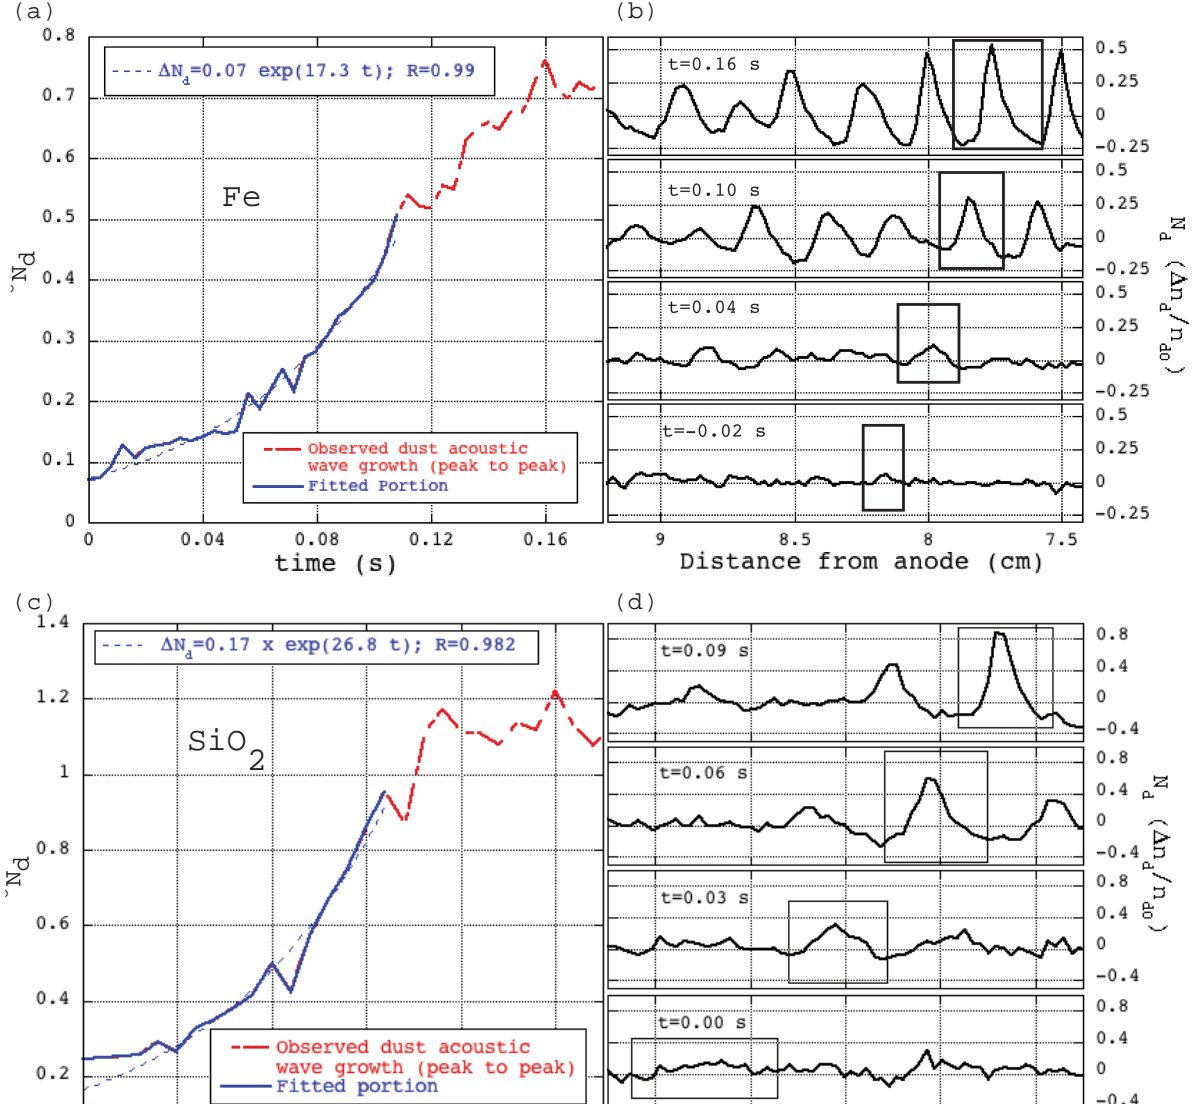 (a)
0.8
0.7
0.6
0.5
0.4
0.3
0.2
0.1
0
ΔN_d=0.07 exp(17.3 t); R=0.99
Fe
Observed dust acoustic
wave growth (peak to peak)
Fitted Portion
0 0.04 0.08 0.12 0.16
time (s)
(b)
t=0.16 s
0.5
0.25
0
-0.25
t=0.10 s
0.5
0.25
0
-0.25
t=0.04 s
0.5
0.25
0
-0.25
t=-0.02 s
0.5
0.25
0
-0.25
N_d (Δn_d/n_d0)
9 8.5 8 7.5
Distance from anode (cm)
(c)
1.4
1.2
1
0.8
0.6
0.4
0.2
ΔN_d=0.17 x exp(26.8 t); R=0.982
SiO2
Observed dust acoustic
wave growth (peak to peak)
Fitted portion
(d)
t=0.09 s
0.8
0.4
0
-0.4
t=0.06 s
0.8
0.4
0
-0.4
t=0.03 s
0.8
0.4
0
-0.4
t=0.00 s
0.8
0.4
0
-0.4
N_d (Δn_d/n_d0)